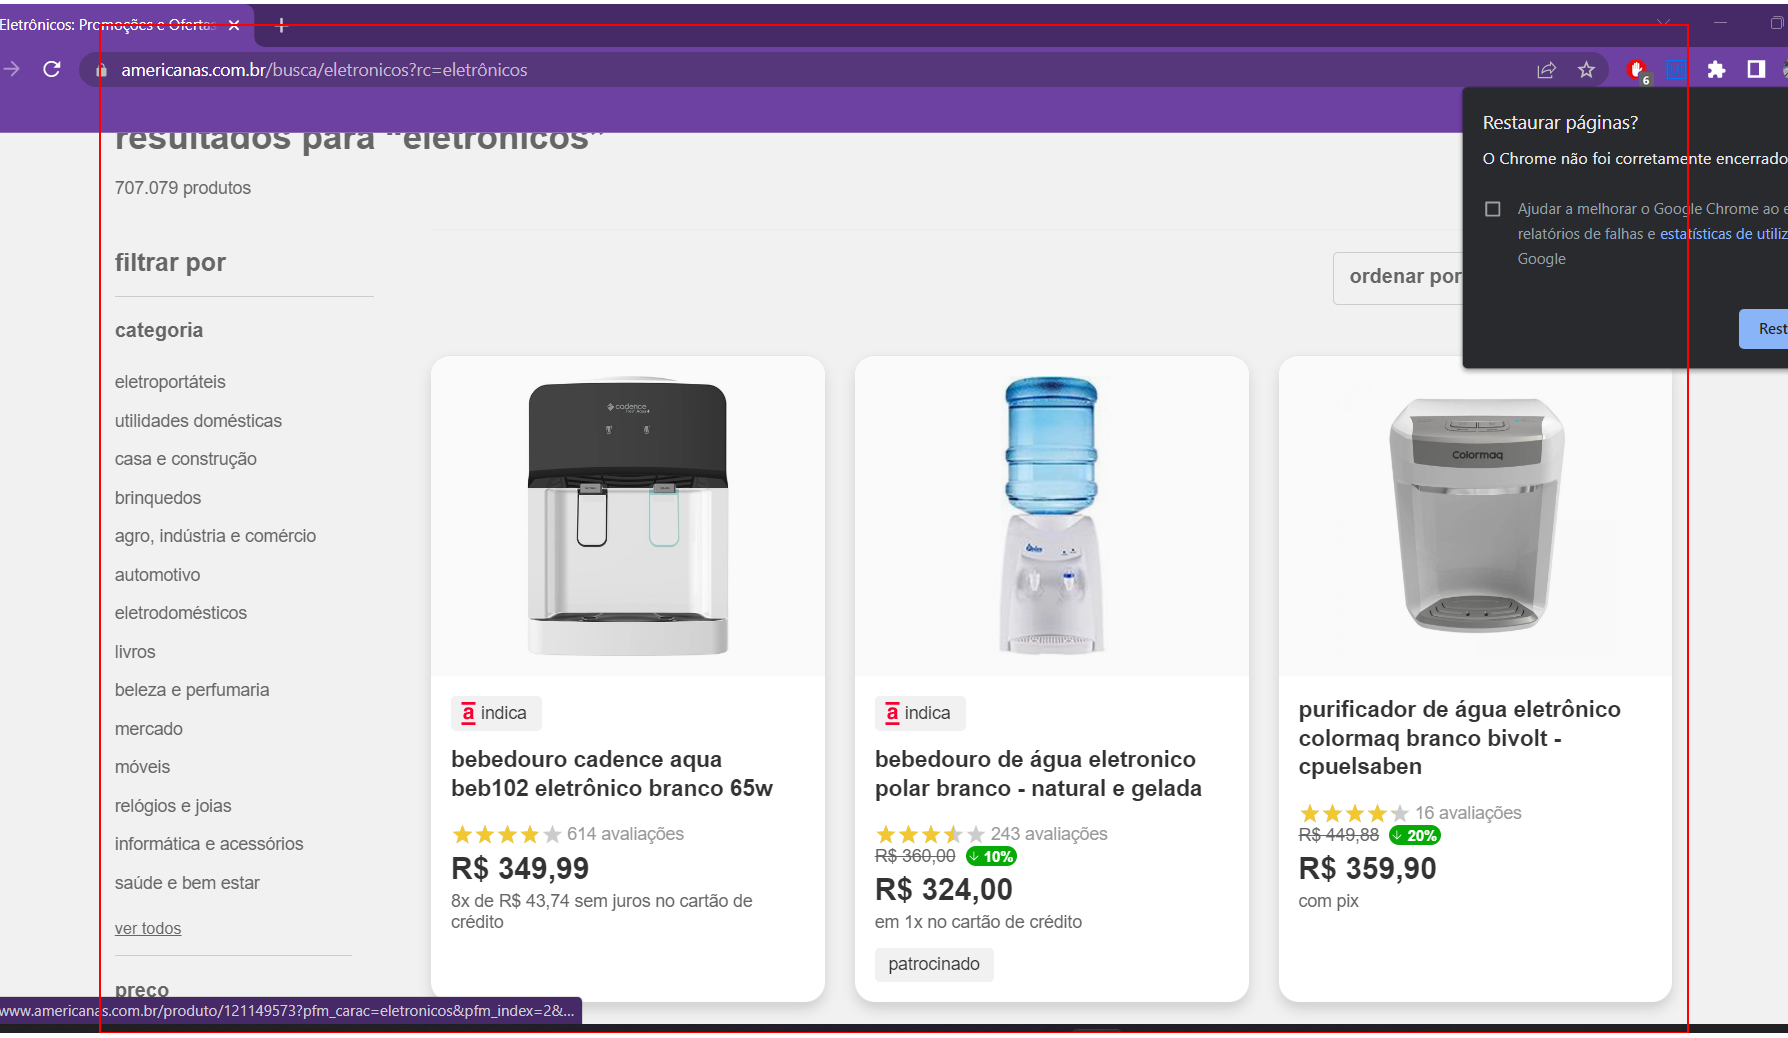 Eletrônicos: Promoções e Ofertas
americanas.com.br/busca/eletronicos?rc=eletrônicos
6
Restaurar páginas?
O Chrome não foi corretamente encerrado
Ajudar a melhorar o Google Chrome ao e
relatórios de falhas e estatísticas de utiliz
Google
Rest
resultados para "eletronicos"
707.079 produtos
filtrar por
ordenar por
categoria
eletroportáteis
utilidades domésticas
casa e construção
brinquedos
agro, indústria e comércio
automotivo
eletrodomésticos
livros
beleza e perfumaria
mercado
móveis
relógios e joias
informática e acessórios
saúde e bem estar
ver todos
preço
cadence
a indica
bebedouro cadence aqua
beb102 eletrônico branco 65w
614 avaliações
R$ 349,99
8x de R$ 43,74 sem juros no cartão de
crédito
a indica
bebedouro de água eletronico
polar branco - natural e gelada
243 avaliações
R$ 360,00 10%
R$ 324,00
em 1x no cartão de crédito
patrocinado
Colormaq
purificador de água eletrônico
colormaq branco bivolt -
cpuelsaben
16 avaliações
R$ 449,88 20%
R$ 359,90
com pix
www.americanas.com.br/produto/121149573?pfm_carac=eletronicos&pfm_index=2&...